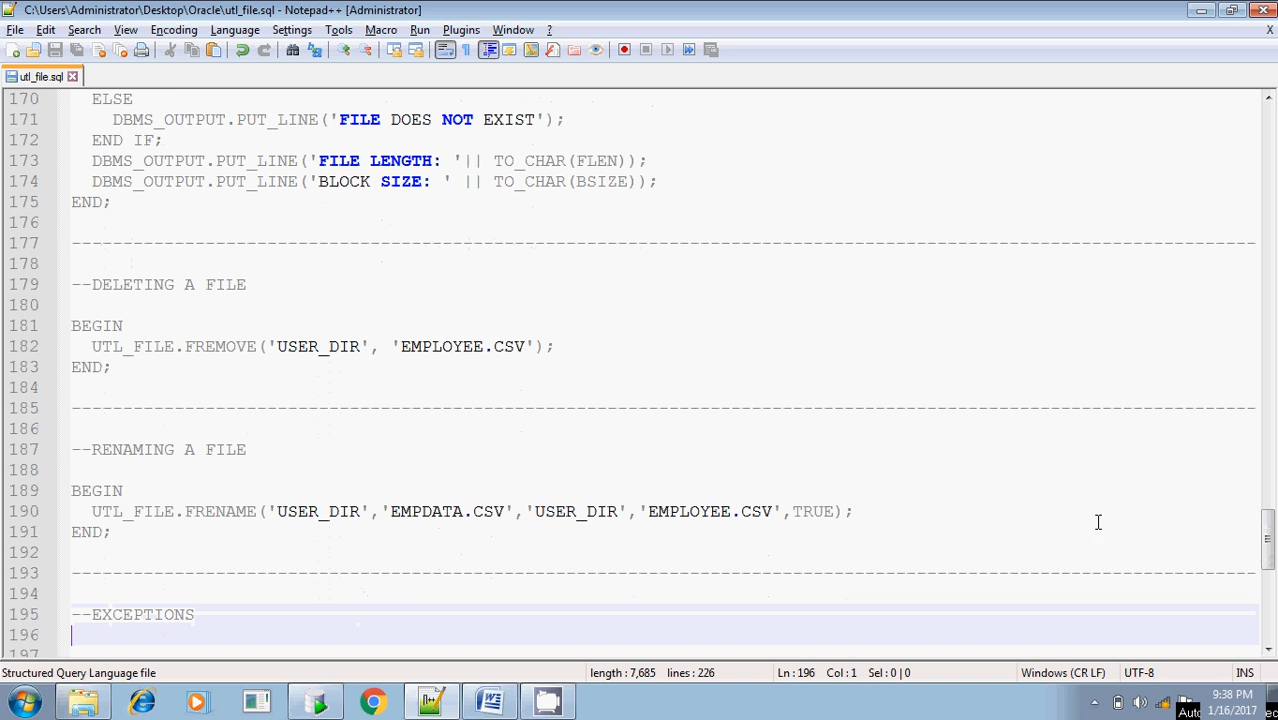 C:\Users\Administrator\Desktop\Oracle\utl_file.sql - Notepad++ [Administrator]
File Edit Search View Encoding Language Settings Tools Macro Run Plugins Window ? X
utl_file.sql
170 ELSE
171 DBMS_OUTPUT.PUT_LINE('FILE DOES NOT EXIST');
172 END IF;
173 DBMS_OUTPUT.PUT_LINE('FILE LENGTH: '|| TO_CHAR(FLEN));
174 DBMS_OUTPUT.PUT_LINE('BLOCK SIZE: ' || TO_CHAR(BSIZE));
175 END;
176
177 -------------------------------------------------------------------------------------------------------------------
178
179 --DELETING A FILE
180
181 BEGIN
182 UTL_FILE.FREMOVE('USER_DIR', 'EMPLOYEE.CSV');
183 END;
184
185 -------------------------------------------------------------------------------------------------------------------
186
187 --RENAMING A FILE
188
189 BEGIN
190 UTL_FILE.FRENAME('USER_DIR','EMPDATA.CSV','USER_DIR','EMPLOYEE.CSV',TRUE);
191 END;
192
193 -------------------------------------------------------------------------------------------------------------------
194
195 --EXCEPTIONS
196
197
Structured Query Language file length : 7,685 lines : 226 Ln : 196 Col : 1 Sel : 0 | 0 Windows (CR LF) UTF-8 INS
9:38 PM
1/16/2017